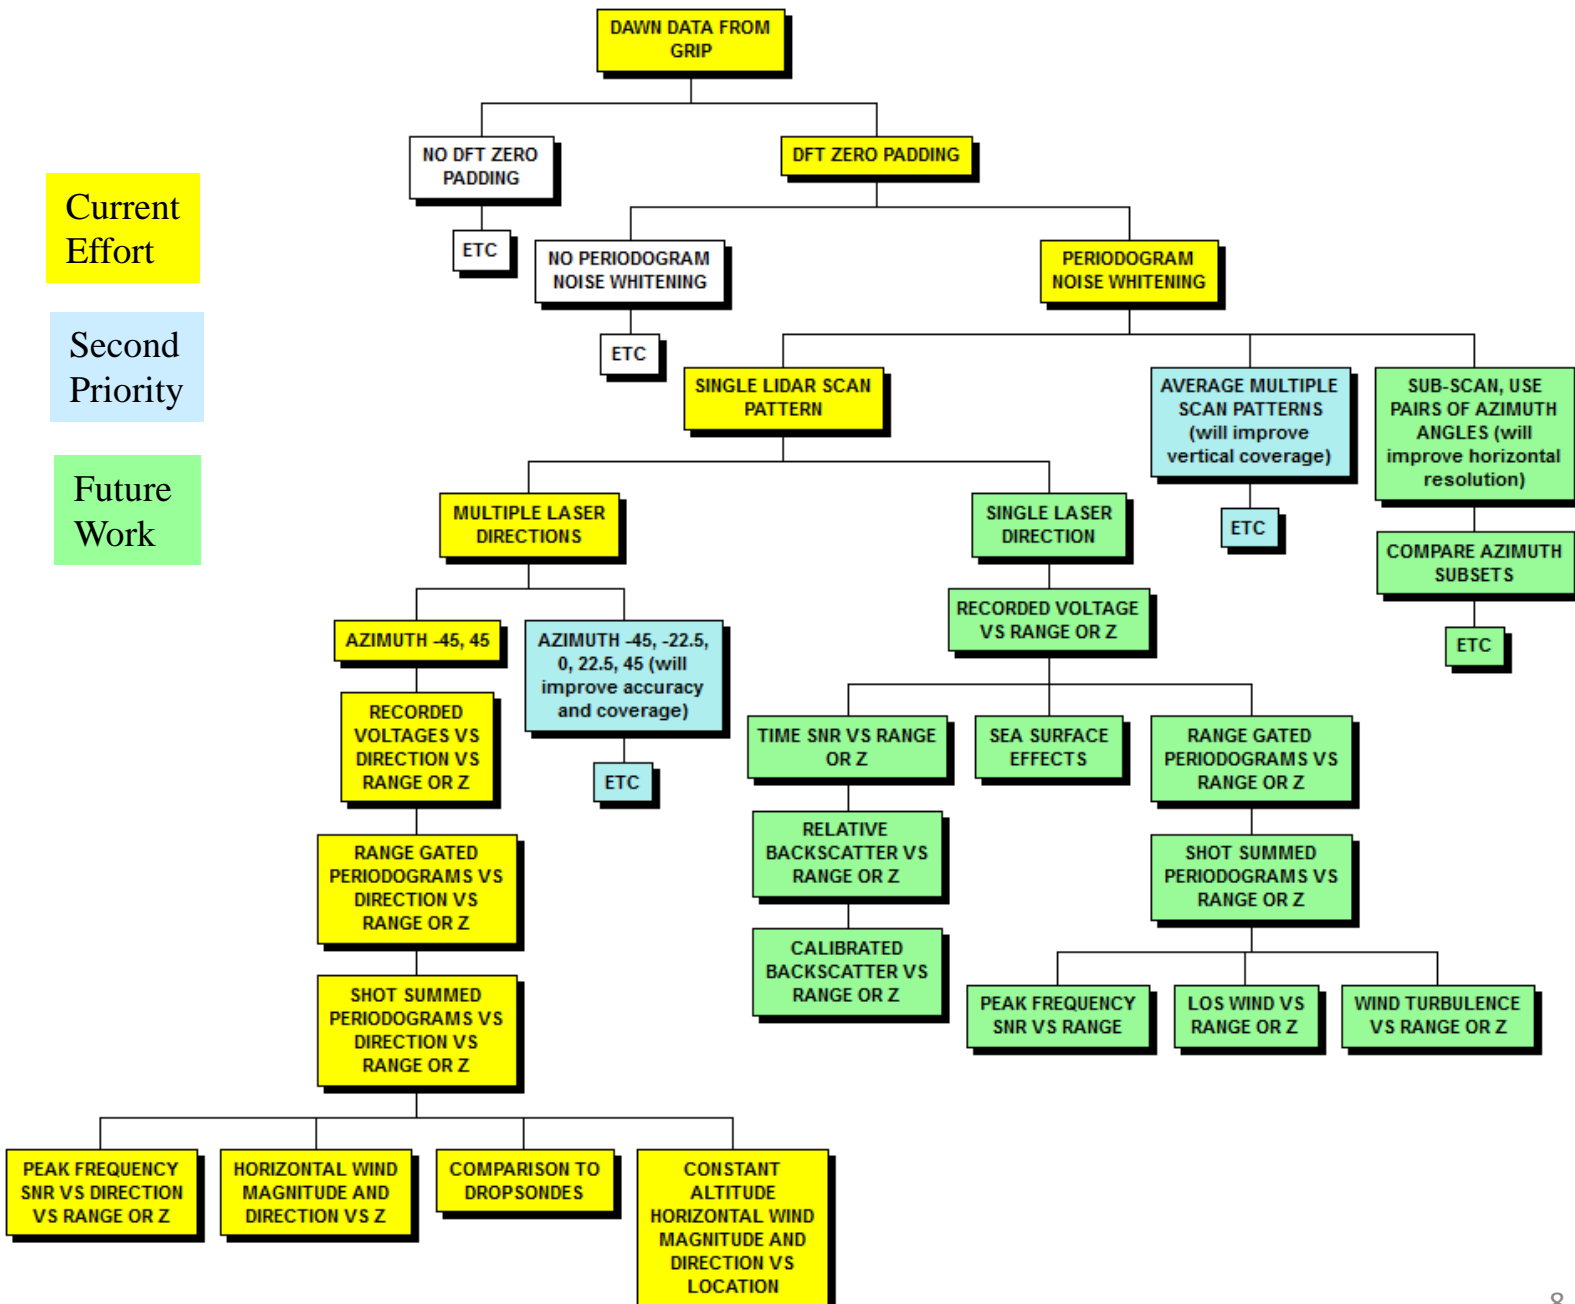 DAWN DATA FROM
GRIP
NO DFT ZERO
PADDING
DFT ZERO PADDING
Current
Effort
ETC
NO PERIODOGRAM
NOISE WHITENING
PERIODOGRAM
NOISE WHITENING
Second
Priority
ETC
SINGLE LIDAR SCAN
PATTERN
AVERAGE MULTIPLE
SCAN PATTERNS
(will improve
vertical coverage)
SUB-SCAN, USE
PAIRS OF AZIMUTH
ANGLES (will
improve horizontal
resolution)
Future
Work
MULTIPLE LASER
DIRECTIONS
SINGLE LASER
DIRECTION
ETC
COMPARE AZIMUTH
SUBSETS
AZIMUTH -45, 45
AZIMUTH -45, -22.5,
0, 22.5, 45 (will
improve accuracy
and coverage)
RECORDED VOLTAGE
VS RANGE OR Z
ETC
RECORDED
VOLTAGES VS
DIRECTION VS
RANGE OR Z
ETC
TIME SNR VS RANGE
OR Z
SEA SURFACE
EFFECTS
RANGE GATED
PERIODOGRAMS VS
RANGE OR Z
RANGE GATED
PERIODOGRAMS VS
DIRECTION VS
RANGE OR Z
RELATIVE
BACKSCATTER VS
RANGE OR Z
SHOT SUMMED
PERIODOGRAMS VS
RANGE OR Z
SHOT SUMMED
PERIODOGRAMS VS
DIRECTION VS
RANGE OR Z
CALIBRATED
BACKSCATTER VS
RANGE OR Z
PEAK FREQUENCY
SNR VS RANGE
LOS WIND VS
RANGE OR Z
WIND TURBULENCE
VS RANGE OR Z
PEAK FREQUENCY
SNR VS DIRECTION
VS RANGE OR Z
HORIZONTAL WIND
MAGNITUDE AND
DIRECTION VS Z
COMPARISON TO
DROPSONDES
CONSTANT
ALTITUDE
HORIZONTAL WIND
MAGNITUDE AND
DIRECTION VS
LOCATION
8